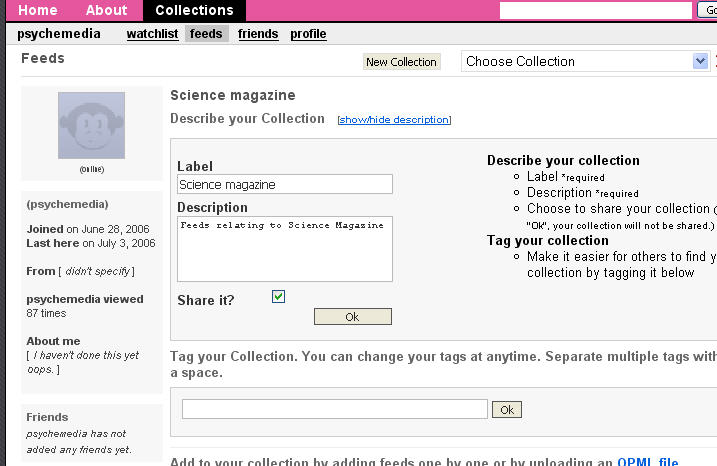 Home About Collections Go
psychemedia watchlist feeds friends profile
Feeds
New Collection Choose Collection
Science magazine
Describe your Collection [show/hide description]
(online)
Label
Science magazine
Description
Feeds relating to Science Magazine
Share it?
Ok
Describe your collection
Label *required
Description *required
Choose to share your collection (
"Ok", your collection will not be shared.)
Tag your collection
Make it easier for others to find y
collection by tagging it below
(psychemedia)
Joined on June 28, 2006
Last here on July 3, 2006
From [ didn't specify ]
psychemedia viewed
87 times
About me
[ I haven't done this yet
oops. ]
Tag your Collection. You can change your tags at anytime. Separate multiple tags with
a space.
Ok
Friends
psychemedia has not
added any friends yet.
Add to your collection by adding feeds one by one or by uploading an OPML file